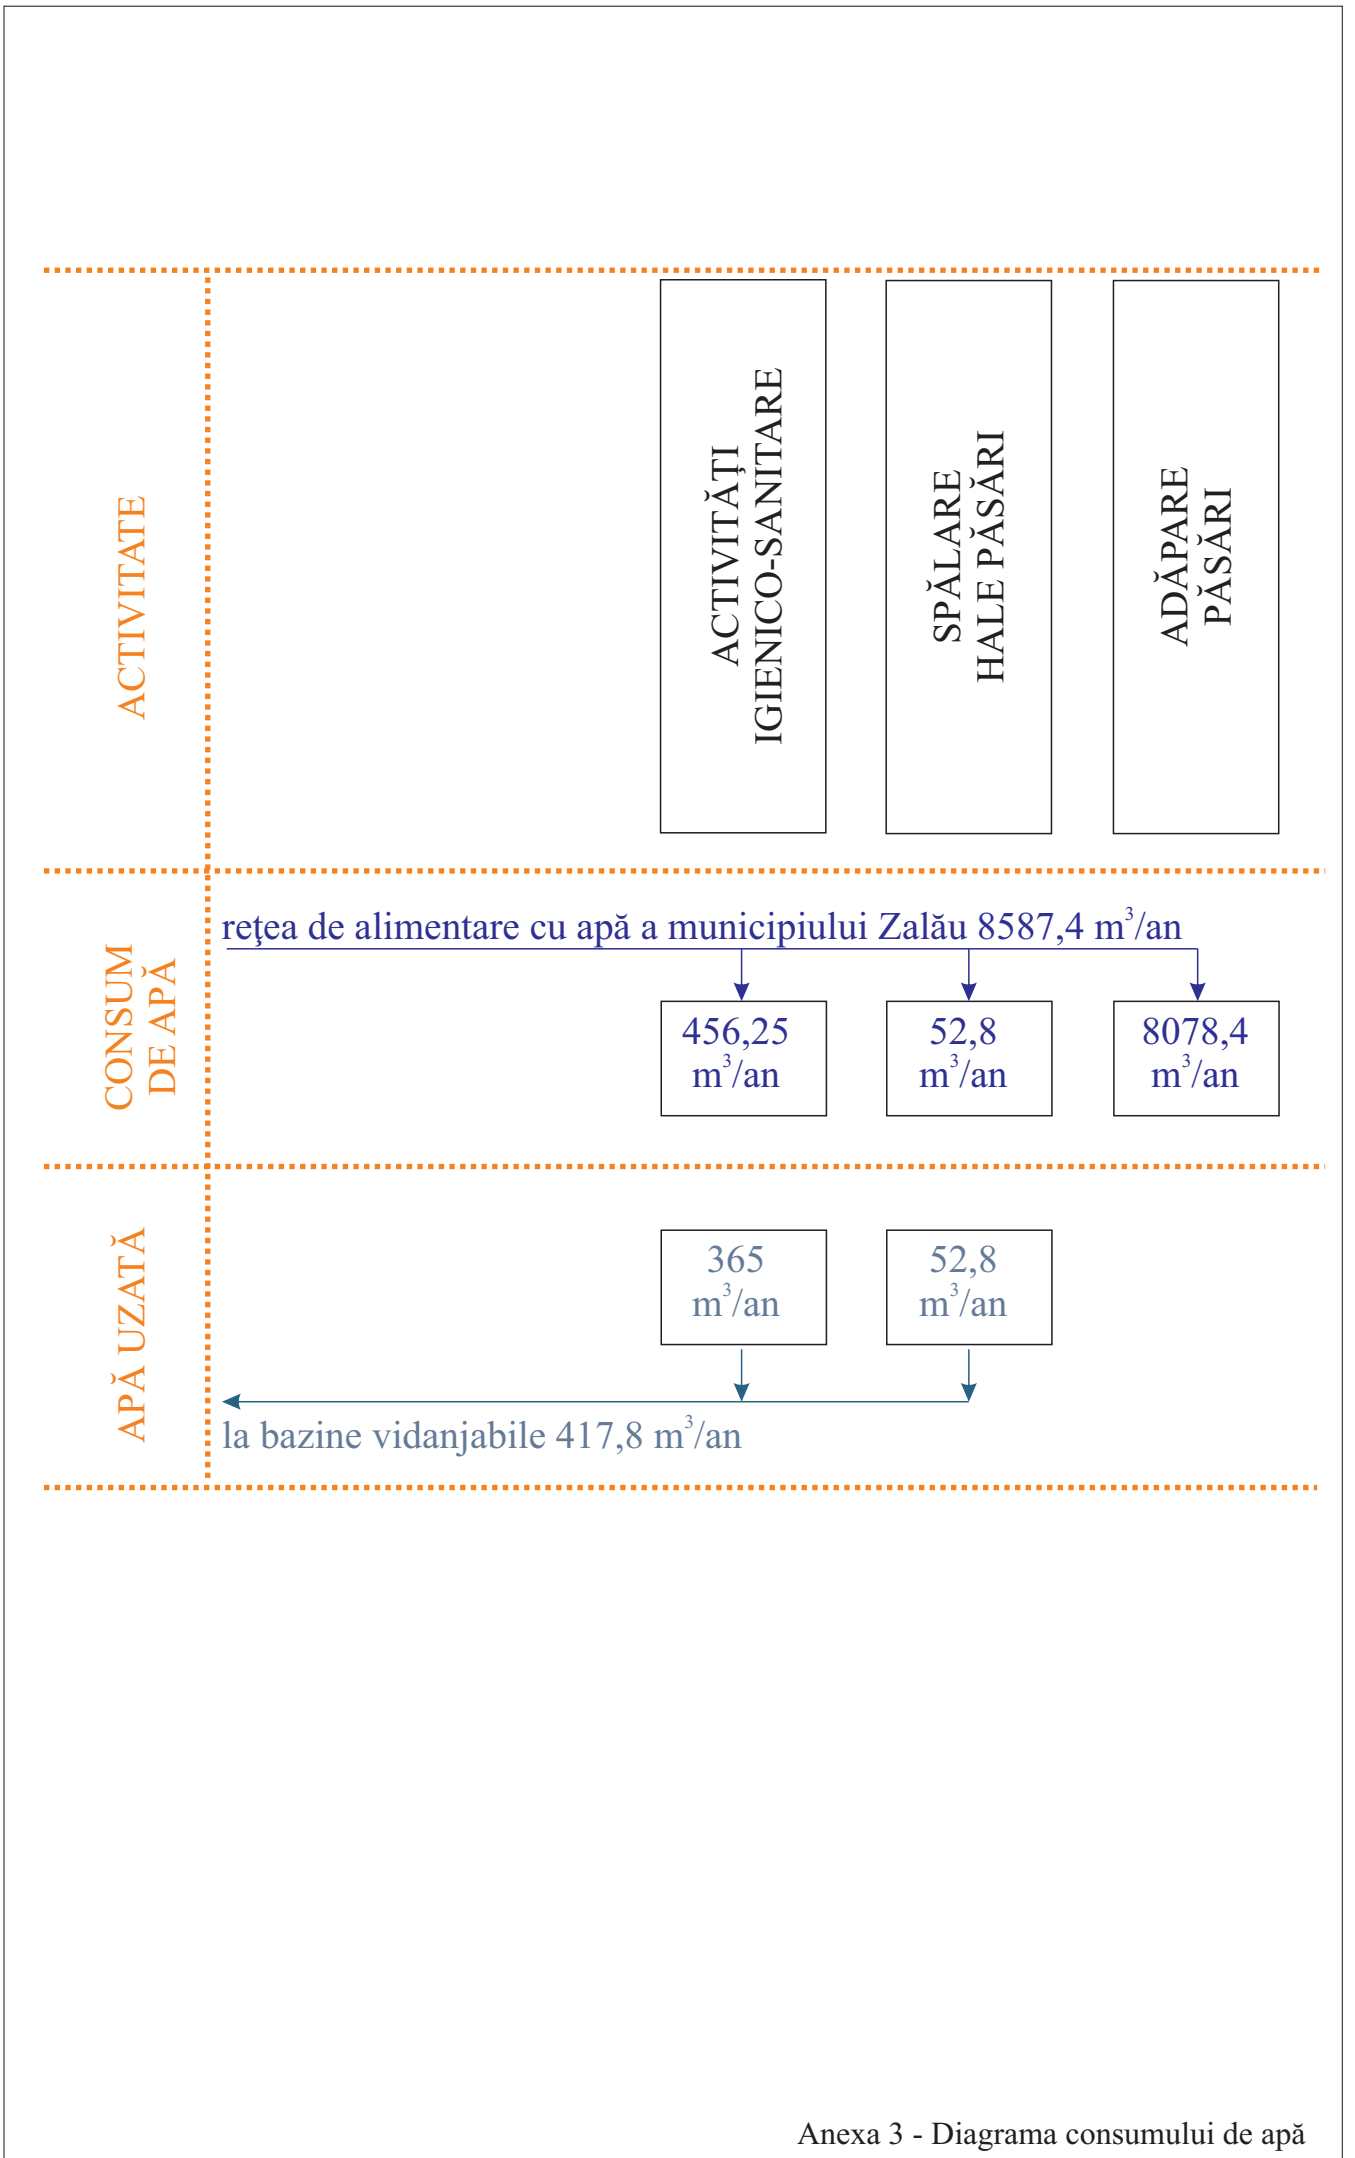 ACTIVITATE
ACTIVITĂŢI
IGIENICO-SANITARE
SPĂLARE
HALE PĂSĂRI
ADĂPARE
PĂSĂRI
CONSUM
DE APĂ
reţea de alimentare cu apă a municipiului Zalău 8587,4 m³/an
456,25
m³/an
52,8
m³/an
8078,4
m³/an
APĂ UZATĂ
365
m³/an
52,8
m³/an
la bazine vidanjabile 417,8 m³/an
Anexa 3 - Diagrama consumului de apă